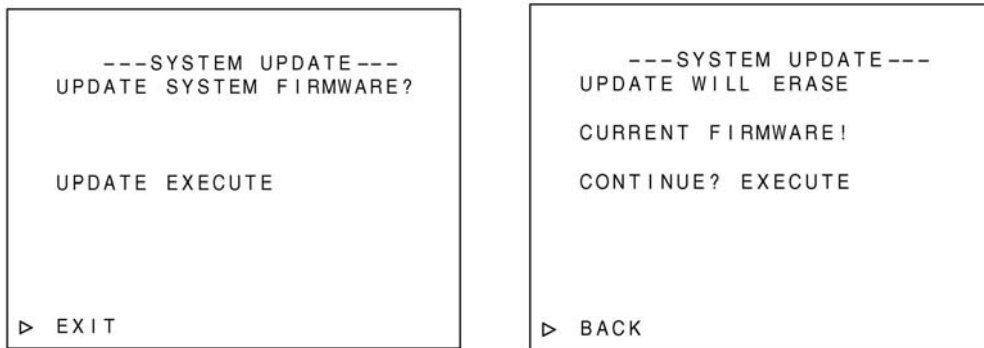 ---SYSTEM UPDATE---
UPDATE SYSTEM FIRMWARE?
UPDATE EXECUTE
▷ EXIT
---SYSTEM UPDATE---
UPDATE WILL ERASE
CURRENT FIRMWARE!
CONTINUE? EXECUTE
▷ BACK